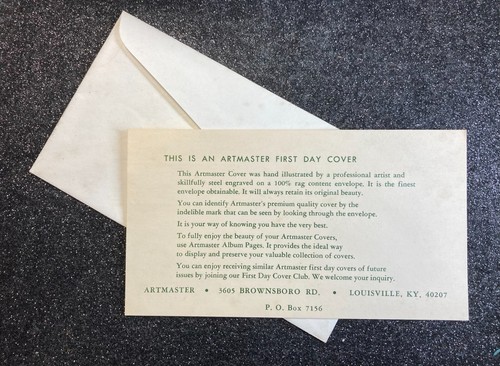 THIS IS AN ARTMASTER FIRST DAY COVER
This Artmaster Cover was hand illustrated by a professional artist and
skillfully steel engraved on a 100% rag content envelope. It is the finest
envelope obtainable. It will always retain its original beauty.
You can identify Artmaster's premium quality cover by the
indelible mark that can be seen by looking through the envelope.
It is your way of knowing you have the very best.
To fully enjoy the beauty of your Artmaster Covers,
use Artmaster Album Pages. It provides the ideal way
to display and preserve your valuable collection of covers.
You can enjoy receiving similar Artmaster first day covers of future
issues by joining our First Day Cover Club. We welcome your inquiry.
ARTMASTER • 3605 BROWNSBORO RD. • LOUISVILLE, KY. 40207
P. O. Box 7156